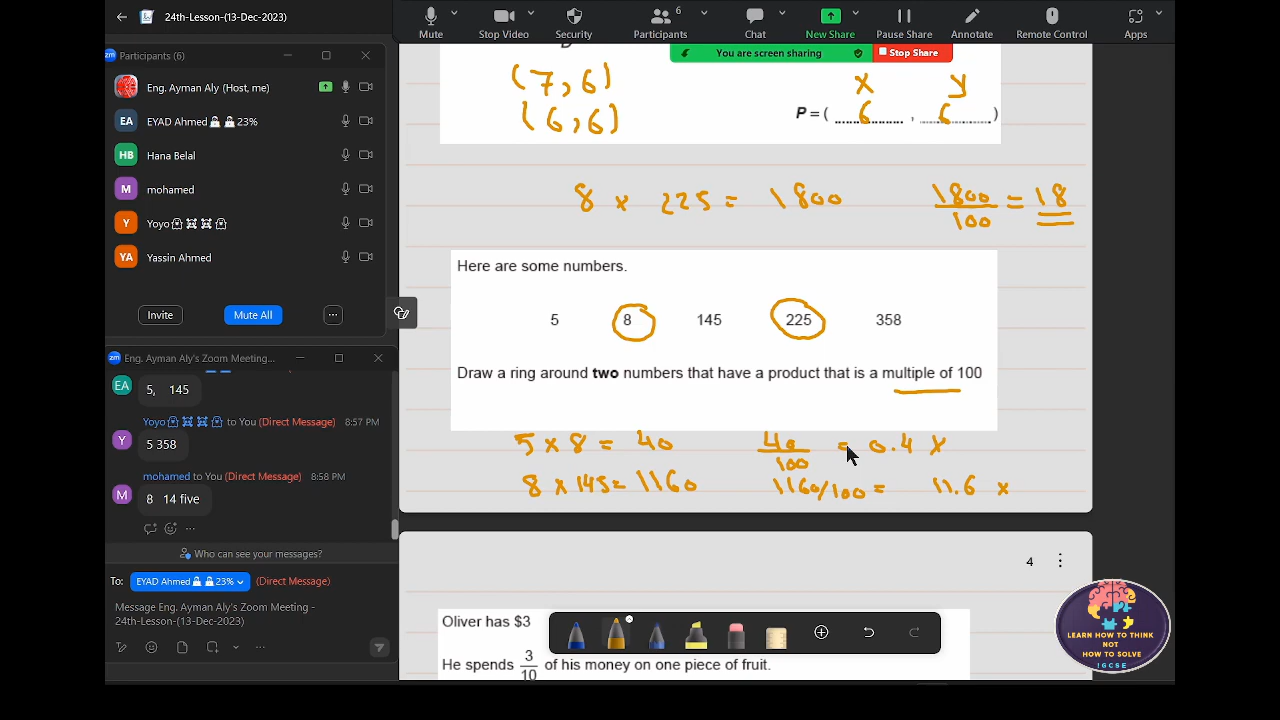 24th-Lesson-(13-Dec-2023)
Mute
Stop Video
Security
6
Participants
Chat
New Share
Pause Share
Annotate
Remote Control
Apps
You are screen sharing
Stop Share
zm Participants (6)
Eng. Ayman Aly (Host, me)
EA EYAD Ahmed 23%
HB Hana Belal
M mohamed
Y Yoyo
YA Yassin Ahmed
Invite
Mute All
...
zm Eng. Ayman Aly's Zoom Meeting...
EA 5, 145
Yoyo to You (Direct Message) 8:57 PM
Y 5 358
mohamed to You (Direct Message) 8:58 PM
M 8 14 five
Who can see your messages?
To: EYAD Ahmed 23% (Direct Message)
Message Eng. Ayman Aly's Zoom Meeting -
24th-Lesson-(13-Dec-2023)
(7, 6) x y
(6, 6) P = ( 6 , 6 )
8 x 225 = 1800 1800/100 = 18
Here are some numbers.
5 8 145 225 358
Draw a ring around two numbers that have a product that is a multiple of 100
5 x 8 = 40 40/100 = 0.4 x
8 x 145 = 1160 1160/100 = 11.6 x
4
Oliver has $3
He spends 3/10 of his money on one piece of fruit.
LEARN HOW TO THINK
NOT
HOW TO SOLVE
IGCSE